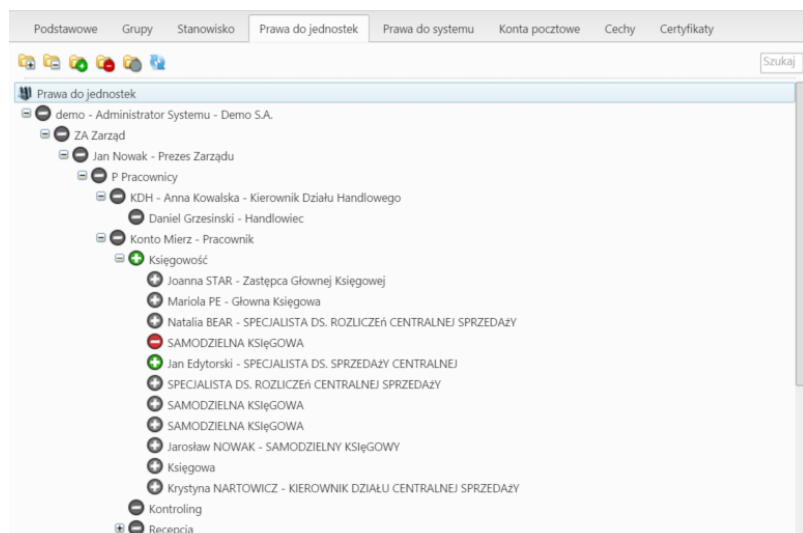 Podstawowe Grupy Stanowisko Prawa do jednostek Prawa do systemu Konta pocztowe Cechy Certyfikaty
Szukaj
Prawa do jednostek
demo - Administrator Systemu - Demo S.A.
ZA Zarząd
Jan Nowak - Prezes Zarządu
P Pracownicy
KDH - Anna Kowalska - Kierownik Działu Handlowego
Daniel Grzesinski - Handlowiec
Konto Mierz - Pracownik
Księgowość
Joanna STAR - Zastępca Głownej Księgowej
Mariola PE - Głowna Księgowa
Natalia BEAR - SPECJALISTA DS. ROZLICZEń CENTRALNEJ SPRZEDAżY
SAMODZIELNA KSIęGOWA
Jan Edytorski - SPECJALISTA DS. SPRZEDAżY CENTRALNEJ
SPECJALISTA DS. ROZLICZEń CENTRALNEJ SPRZEDAżY
SAMODZIELNA KSIęGOWA
SAMODZIELNA KSIęGOWA
Jarosław NOWAK - SAMODZIELNY KSIęGOWY
Księgowa
Krystyna NARTOWICZ - KIEROWNIK DZIAŁU CENTRALNEJ SPRZEDAżY
Kontroling
Recepcja